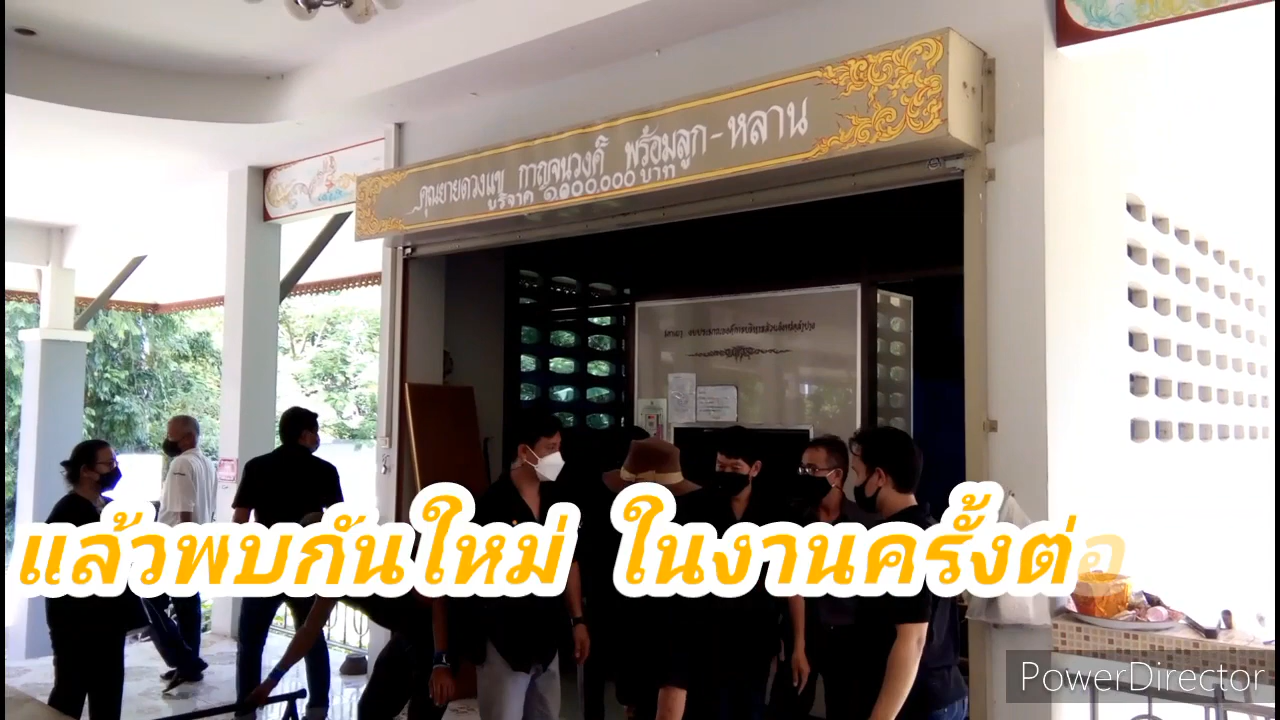 คุณยายดวงแข กาญจนวงศ์ พร้อมลูก-หลาน
บริจาค ๑,๐๐๐,๐๐๐ บาท
แล้วพบกันใหม่ ในงานครั้งต่อ
PowerDirector